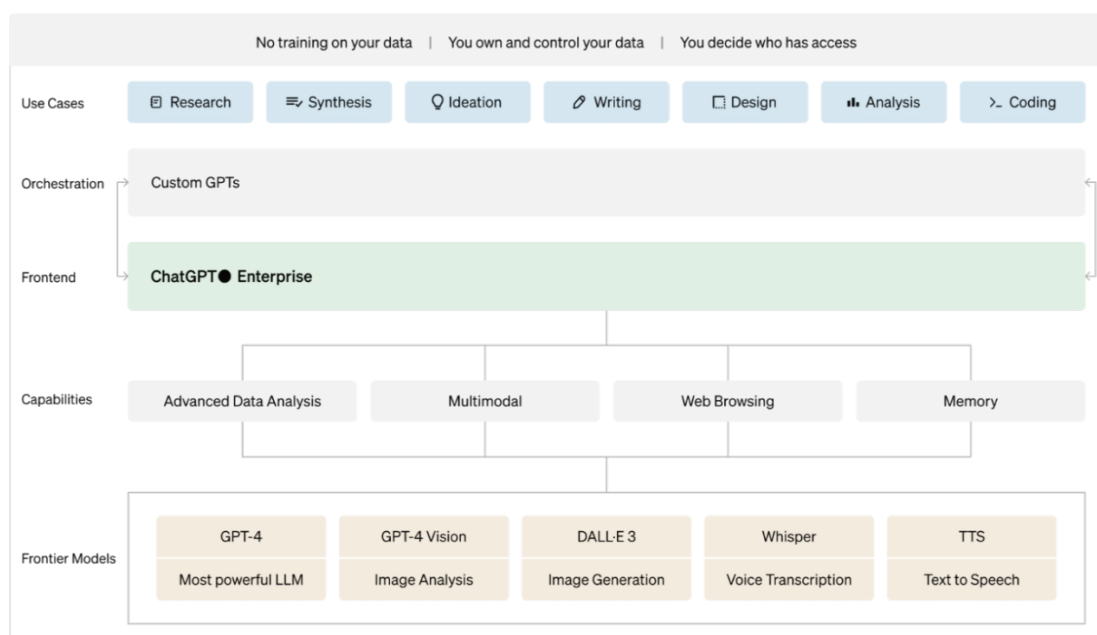 No training on your data | You own and control your data | You decide who has access
Use Cases
Research
Synthesis
Ideation
Writing
Design
Analysis
Coding
Orchestration
Custom GPTs
Frontend
ChatGPT Enterprise
Capabilities
Advanced Data Analysis
Multimodal
Web Browsing
Memory
Frontier Models
GPT-4
Most powerful LLM
GPT-4 Vision
Image Analysis
DALL·E 3
Image Generation
Whisper
Voice Transcription
TTS
Text to Speech